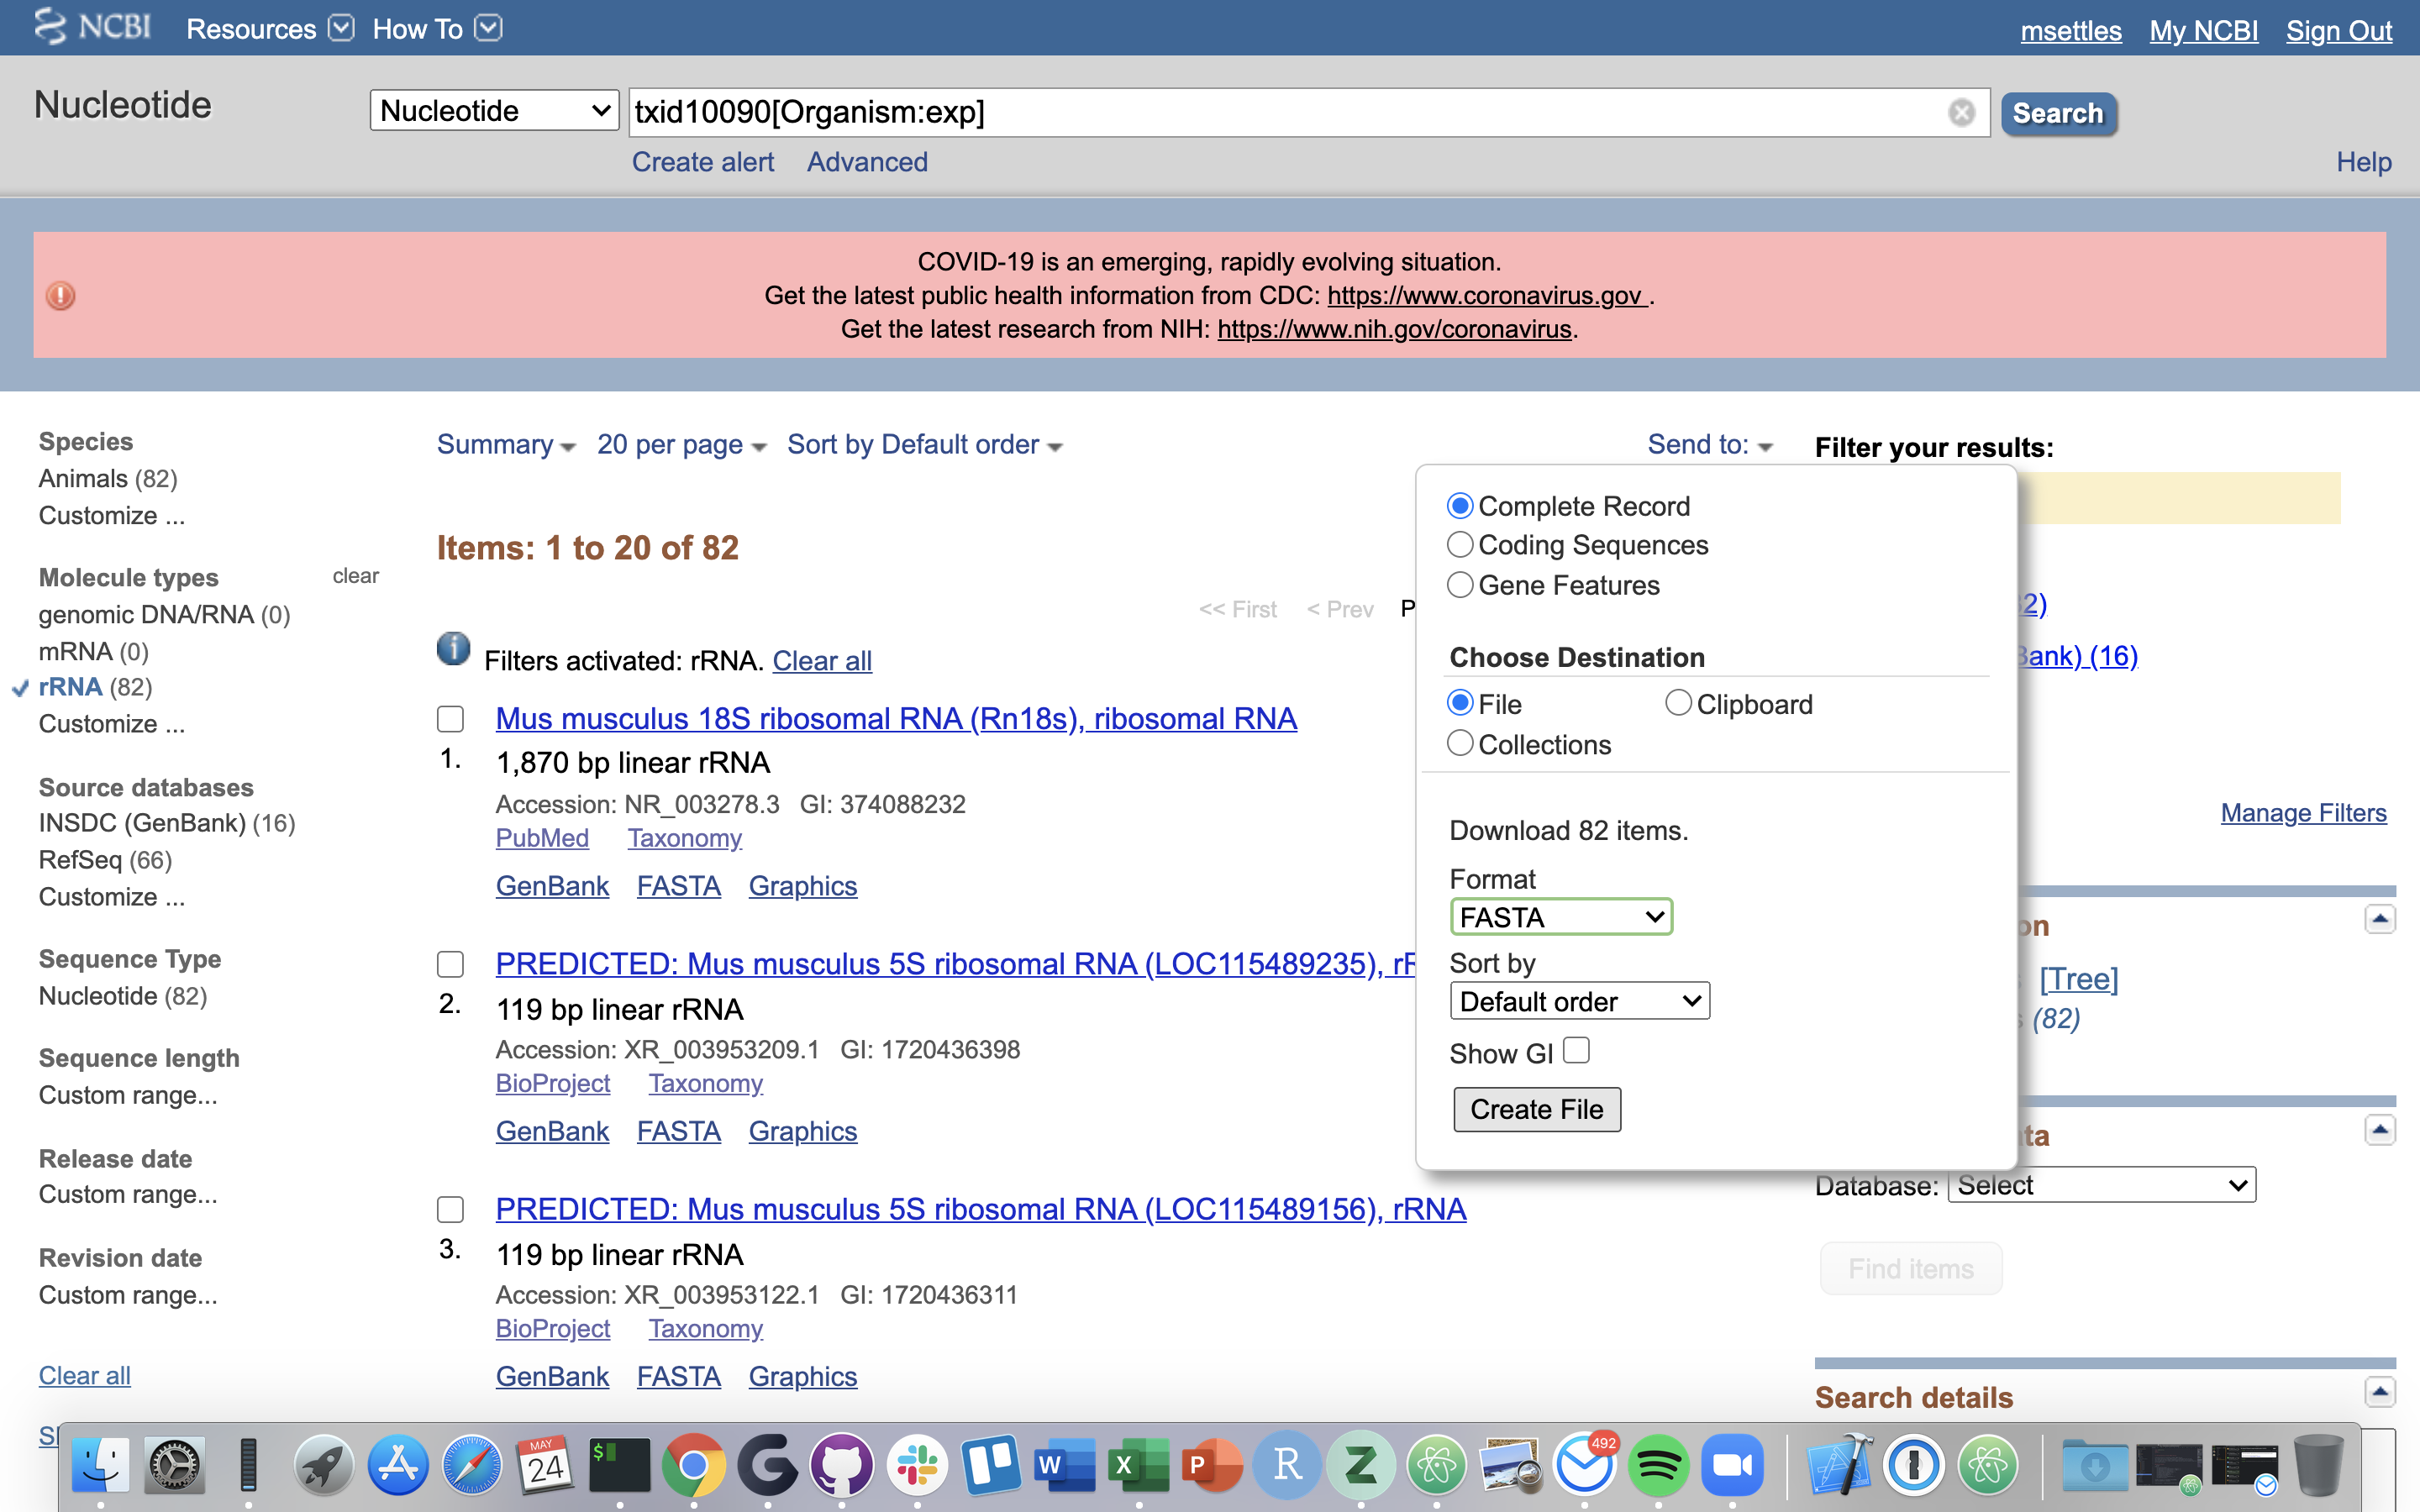 NCBI Resources How To msettles My NCBI Sign Out
Nucleotide Nucleotide txid10090[Organism:exp] Search
Create alert Advanced Help
COVID-19 is an emerging, rapidly evolving situation.
Get the latest public health information from CDC: https://www.coronavirus.gov .
Get the latest research from NIH: https://www.nih.gov/coronavirus.
Species
Animals (82)
Customize ...
Molecule types clear
genomic DNA/RNA (0)
mRNA (0)
rRNA (82)
Customize ...
Source databases
INSDC (GenBank) (16)
RefSeq (66)
Customize ...
Sequence Type
Nucleotide (82)
Sequence length
Custom range...
Release date
Custom range...
Revision date
Custom range...
Clear all
Summary 20 per page Sort by Default order Send to:
Items: 1 to 20 of 82
<< First < Prev P
Filters activated: rRNA. Clear all
Mus musculus 18S ribosomal RNA (Rn18s), ribosomal RNA
1. 1,870 bp linear rRNA
Accession: NR_003278.3 GI: 374088232
PubMed Taxonomy
GenBank FASTA Graphics
PREDICTED: Mus musculus 5S ribosomal RNA (LOC115489235), rR
2. 119 bp linear rRNA
Accession: XR_003953209.1 GI: 1720436398
BioProject Taxonomy
GenBank FASTA Graphics
PREDICTED: Mus musculus 5S ribosomal RNA (LOC115489156), rRNA
3. 119 bp linear rRNA
Accession: XR_003953122.1 GI: 1720436311
BioProject Taxonomy
GenBank FASTA Graphics
Complete Record
Coding Sequences
Gene Features
Choose Destination
File Clipboard
Collections
Download 82 items.
Format
FASTA
Sort by
Default order
Show GI
Create File
Filter your results:
2)
Bank) (16)
Manage Filters
on
[Tree]
(82)
ta
Database: Select
Find items
Search details
MAY
24
$
W
X
P
R
Z
492